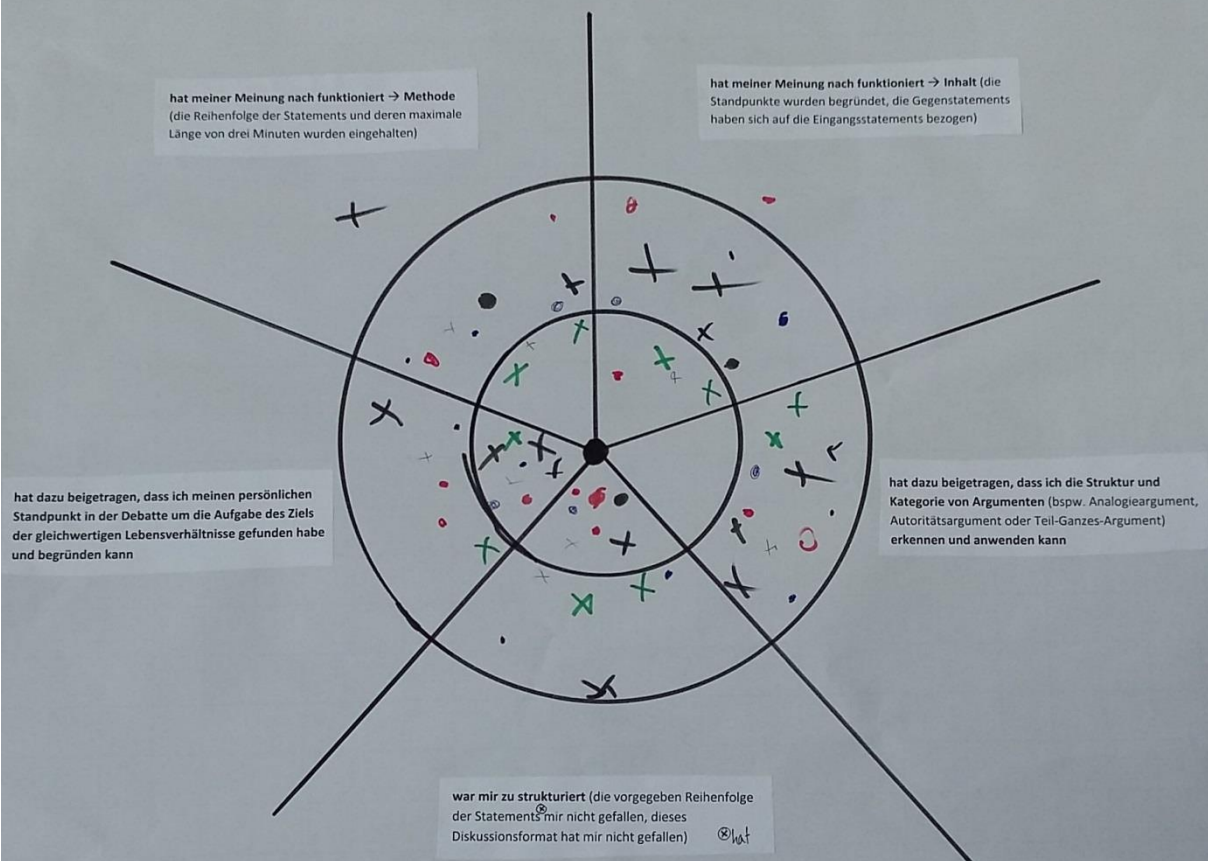 hat meiner Meinung nach funktioniert → Methode
(die Reihenfolge der Statements und deren maximale
Länge von drei Minuten wurden eingehalten)
hat meiner Meinung nach funktioniert → Inhalt (die
Standpunkte wurden begründet, die Gegenstatements
haben sich auf die Eingangsstatements bezogen)
hat dazu beigetragen, dass ich meinen persönlichen
Standpunkt in der Debatte um die Aufgabe des Ziels
der gleichwertigen Lebensverhältnisse gefunden habe
und begründen kann
hat dazu beigetragen, dass ich die Struktur und
Kategorie von Argumenten (bspw. Analogieargument,
Autoritätsargument oder Teil-Ganzes-Argument)
erkennen und anwenden kann
war mir zu strukturiert (die vorgegeben Reihenfolge
der Statements ⊗ mir nicht gefallen, dieses
Diskussionsformat hat mir nicht gefallen) ⊗ hat